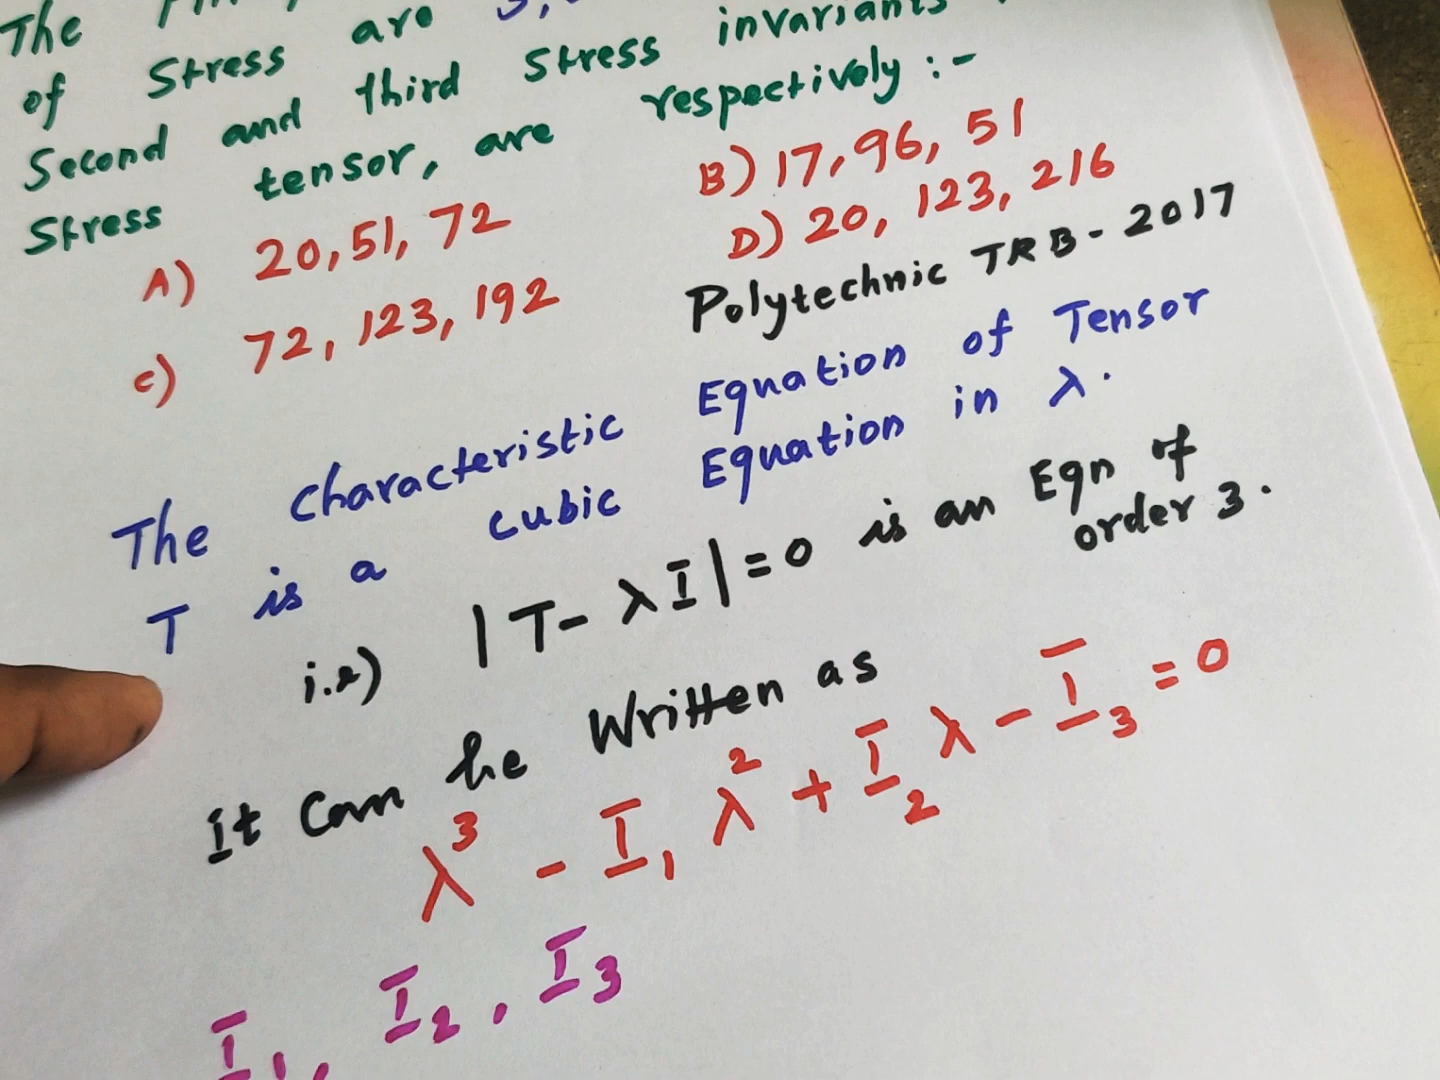 The
of Stress are 3,
Second and third Stress invariants
Stress tensor, are respectively :-
A) 20, 51, 72 B) 17, 96, 51
C) 72, 123, 192 D) 20, 123, 216
Polytechnic TRB - 2017
The characteristic Equation of Tensor
T is a cubic Equation in λ.
i.e) |T - λI| = 0 is an Eqn of
order 3.
It Can be Written as
λ³ - I₁ λ² + I₂ λ - I₃ = 0
I₁, I₂, I₃